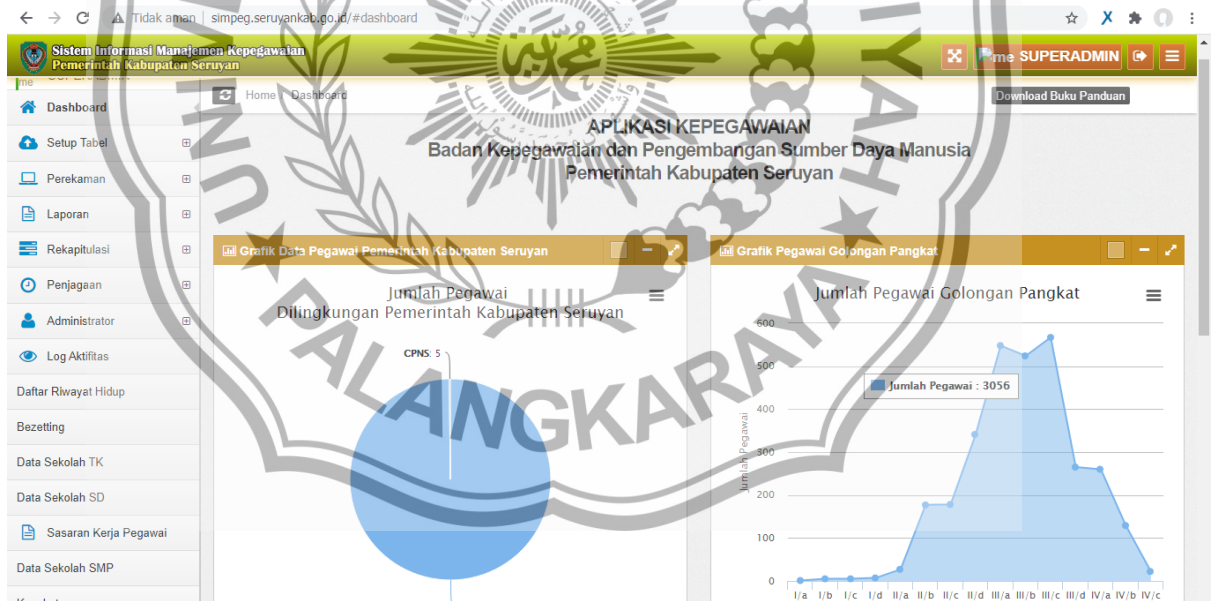 Tidak aman | simpeg.seruyankab.go.id/#dashboard
Sistem Informasi Manajemen Kepegawaian
Pemerintah Kabupaten Seruyan
me SUPERADMIN
me
Home Dashboard
Download Buku Panduan
Dashboard
Setup Tabel
Perekaman
Laporan
Rekapitulasi
Penjagaan
Administrator
Log Aktifitas
Daftar Riwayat Hidup
Bezetting
Data Sekolah TK
Data Sekolah SD
Sasaran Kerja Pegawai
Data Sekolah SMP
APLIKASI KEPEGAWAIAN
Badan Kepegawaian dan Pengembangan Sumber Daya Manusia
Pemerintah Kabupaten Seruyan
Grafik Data Pegawai Pemerintah Kabupaten Seruyan
Jumlah Pegawai
Dilingkungan Pemerintah Kabupaten Seruyan
CPNS: 5
Grafik Pegawai Golongan Pangkat
Jumlah Pegawai Golongan Pangkat
Jumlah Pegawai
600
500
400
300
200
100
0
Jumlah Pegawai : 3056
I/a I/b I/c I/d II/a II/b II/c II/d III/a III/b III/c III/d IV/a IV/b IV/c
PALANGKARAYA